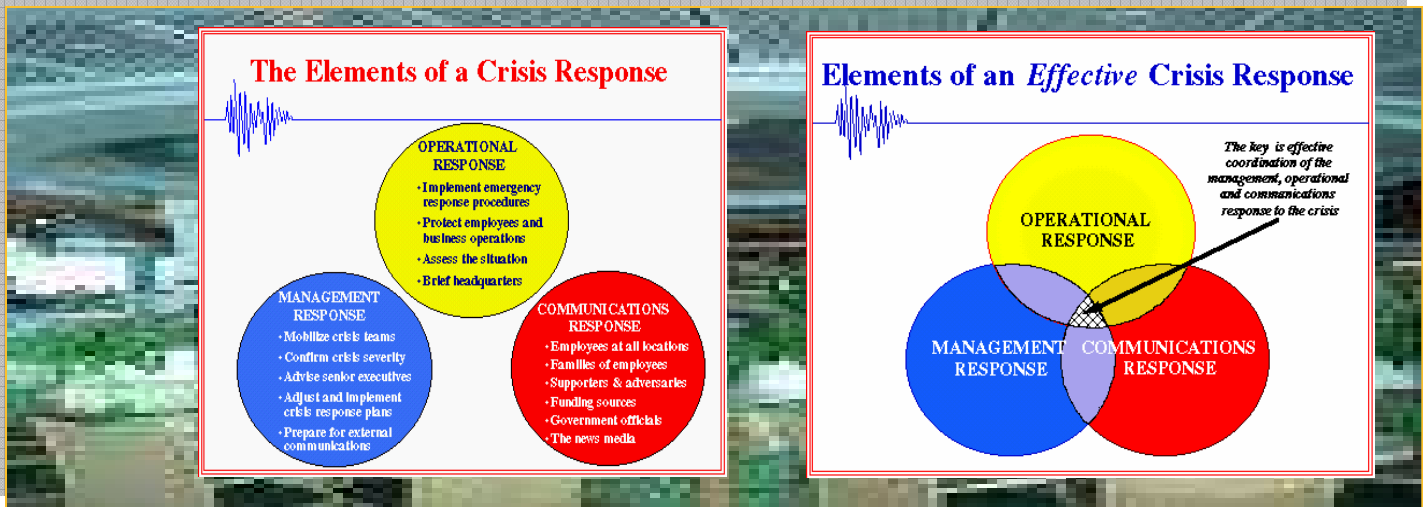 The Elements of a Crisis Response
OPERATIONAL
RESPONSE
•Implement emergency
response procedures
•Protect employees and
business operations
•Assess the situation
•Brief headquarters
MANAGEMENT
RESPONSE
•Mobilize crisis teams
•Confirm crisis severity
•Advise senior executives
•Adjust and implement
crisis response plans
•Prepare for external
communications
COMMUNICATIONS
RESPONSE
•Employees at all locations
•Families of employees
•Supporters & adversaries
•Funding sources
•Government officials
•The news media
Elements of an Effective Crisis Response
The key is effective
coordination of the
management, operational
and communications
response to the crisis
OPERATIONAL
RESPONSE
MANAGEMENT
RESPONSE
COMMUNICATIONS
RESPONSE